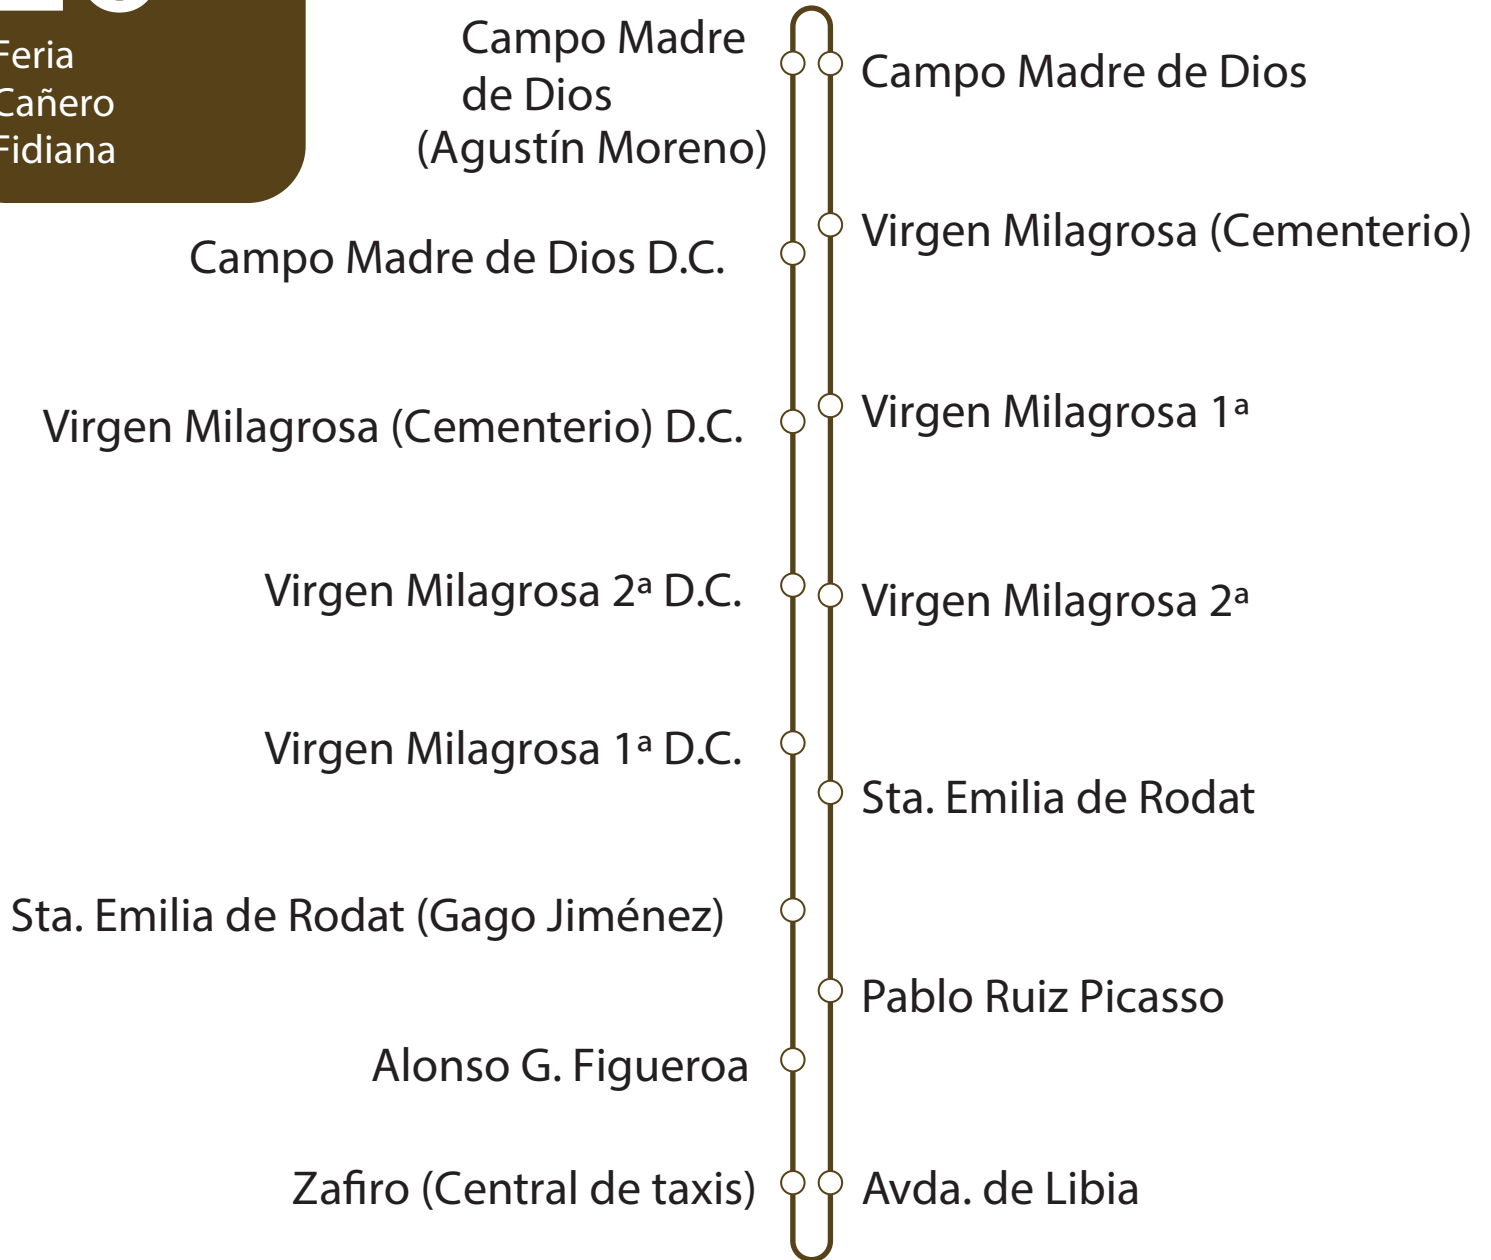 Feria
Cañero
Fidiana
Campo Madre
de Dios
(Agustín Moreno)
Campo Madre de Dios D.C.
Virgen Milagrosa (Cementerio) D.C.
Virgen Milagrosa 2ª D.C.
Virgen Milagrosa 1ª D.C.
Sta. Emilia de Rodat (Gago Jiménez)
Alonso G. Figueroa
Zafiro (Central de taxis)
Campo Madre de Dios
Virgen Milagrosa (Cementerio)
Virgen Milagrosa 1ª
Virgen Milagrosa 2ª
Sta. Emilia de Rodat
Pablo Ruiz Picasso
Avda. de Libia